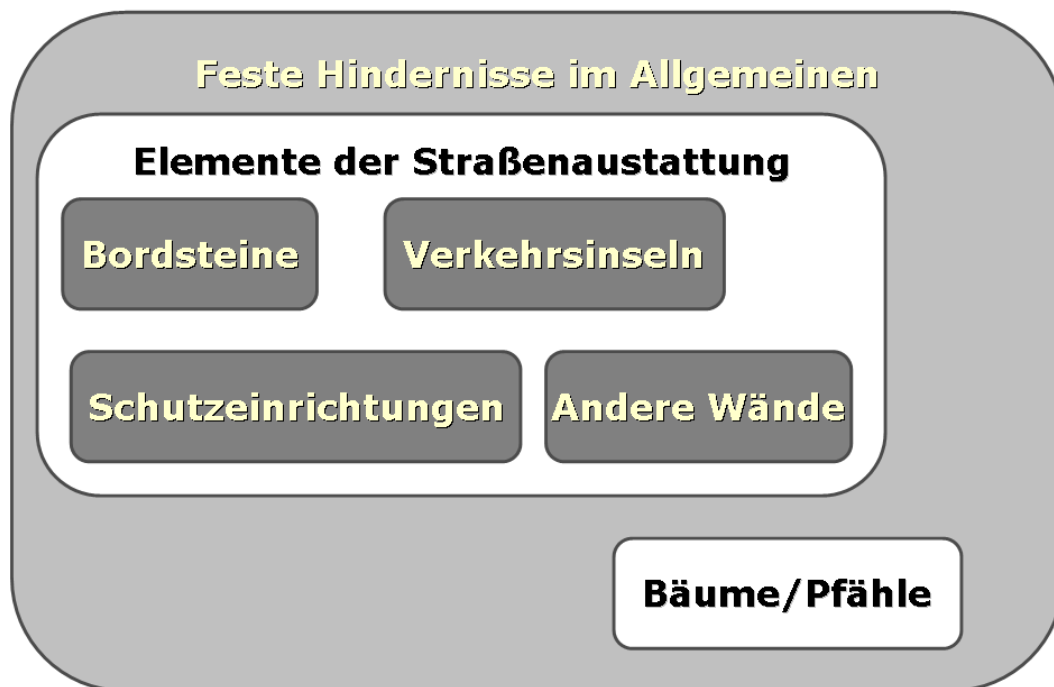 Feste Hindernisse im Allgemeinen
Elemente der Straßenaustattung
Bordsteine
Verkehrsinseln
Schutzeinrichtungen
Andere Wände
Bäume/Pfähle